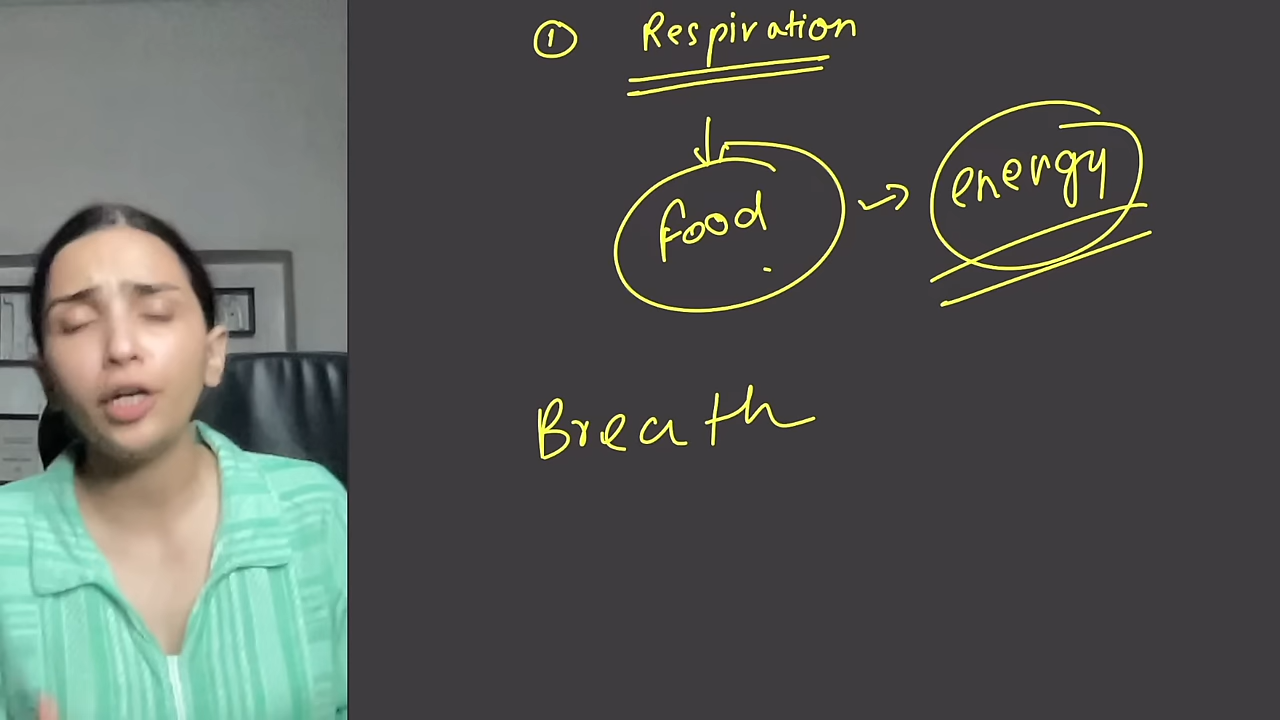 ① Respiration
↓
food → energy
Breath